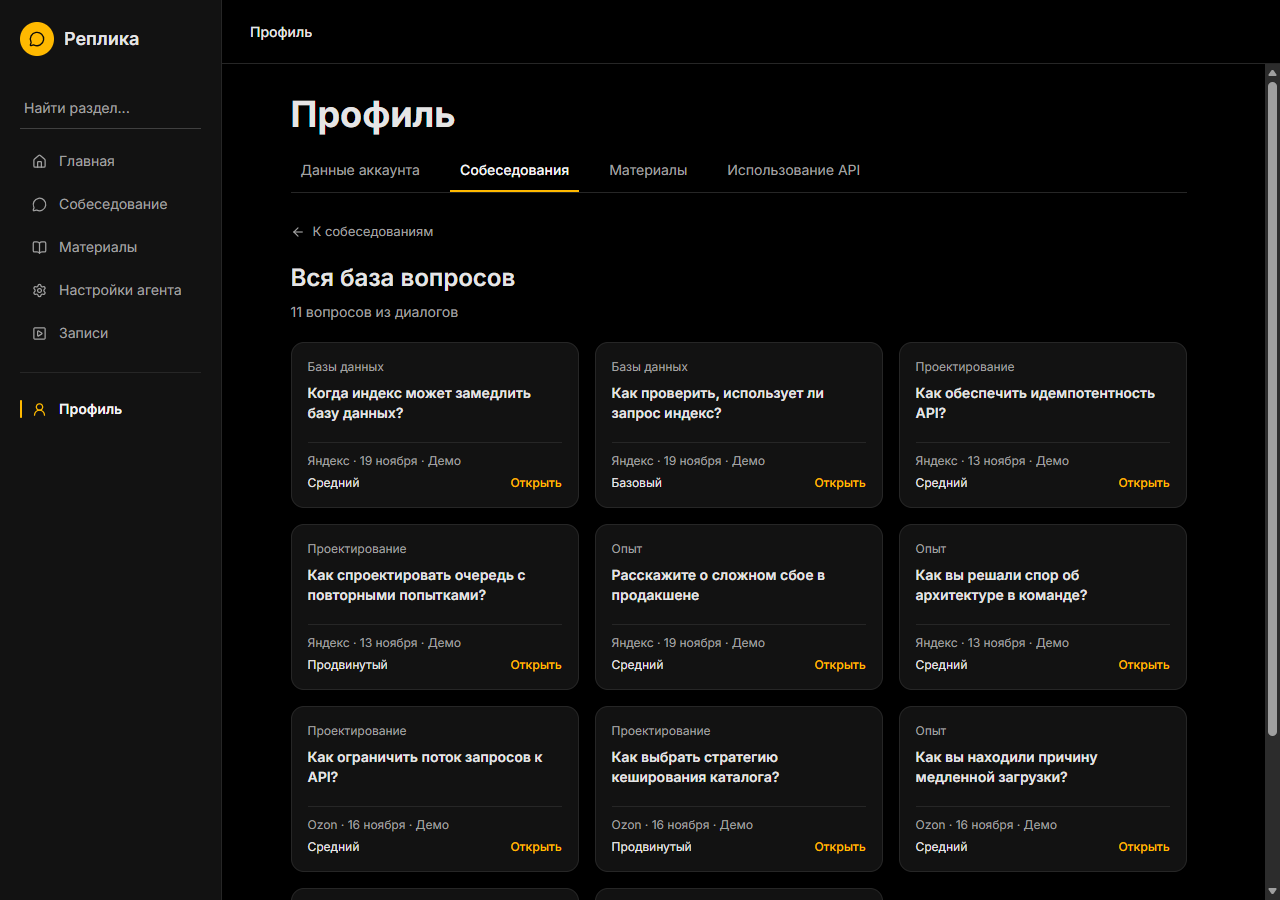 Реплика
Найти раздел...
Главная
Собеседование
Материалы
Настройки агента
Записи
Профиль
Профиль
Профиль
Данные аккаунта
Собеседования
Материалы
Использование API
← К собеседованиям
Вся база вопросов
11 вопросов из диалогов
Базы данных
Когда индекс может замедлить
базу данных?
Яндекс · 19 ноября · Демо
Средний
Открыть
Базы данных
Как проверить, использует ли
запрос индекс?
Яндекс · 19 ноября · Демо
Базовый
Открыть
Проектирование
Как обеспечить идемпотентность
API?
Яндекс · 13 ноября · Демо
Средний
Открыть
Проектирование
Как спроектировать очередь с
повторными попытками?
Яндекс · 13 ноября · Демо
Продвинутый
Открыть
Опыт
Расскажите о сложном сбое в
продакшене
Яндекс · 19 ноября · Демо
Средний
Открыть
Опыт
Как вы решали спор об
архитектуре в команде?
Яндекс · 13 ноября · Демо
Средний
Открыть
Проектирование
Как ограничить поток запросов к
API?
Ozon · 16 ноября · Демо
Средний
Открыть
Проектирование
Как выбрать стратегию
кеширования каталога?
Ozon · 16 ноября · Демо
Продвинутый
Открыть
Опыт
Как вы находили причину
медленной загрузки?
Ozon · 16 ноября · Демо
Средний
Открыть